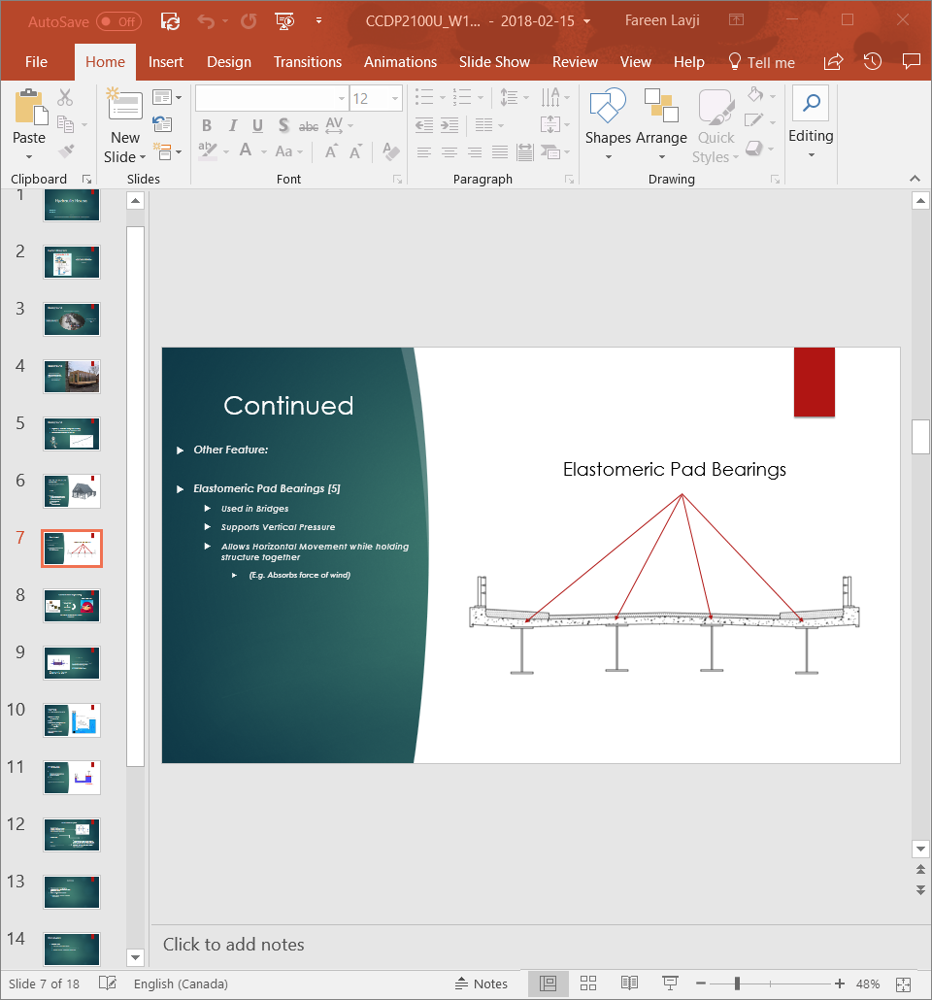 AutoSave Off CCDP2100U_W1... - 2018-02-15 Fareen Lavji
File Home Insert Design Transitions Animations Slide Show Review View Help Tell me
Paste
New Slide
12
B I U S abc AV
A Aa A A
Shapes Arrange Quick Styles
Editing
Clipboard Slides Font Paragraph Drawing
1
2
3
4
5
6
7
8
9
10
11
12
13
14
Continued
Other Feature:
Elastomeric Pad Bearings [5]
Used in Bridges
Supports Vertical Pressure
Allows Horizontal Movement while holding
structure together
(E.g. Absorbs force of wind)
Elastomeric Pad Bearings
Click to add notes
Slide 7 of 18 English (Canada) Notes 48%